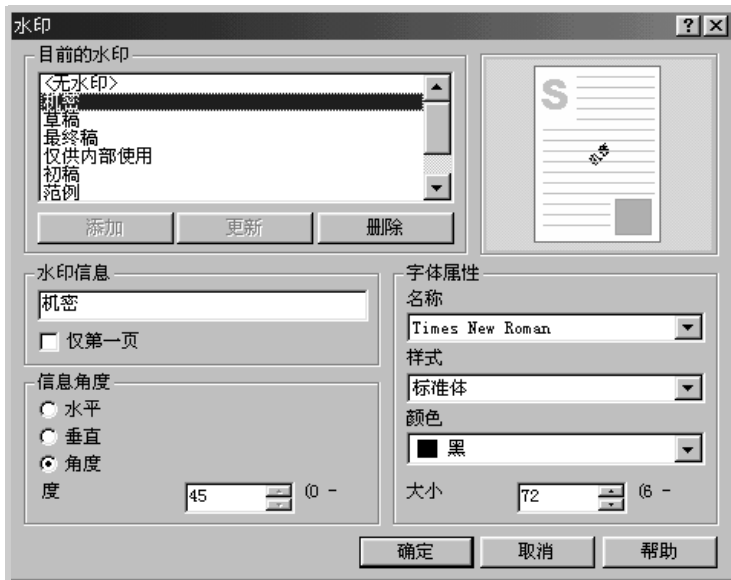 水印
目前的水印
<无水印>
机密
草稿
最终稿
仅供内部使用
初稿
范例
添加 更新 删除
S
机密
水印信息
机密
仅第一页
信息角度
水平
垂直
角度
度 45 (0 -
字体属性
名称
Times New Roman
样式
标准体
颜色
黑
大小 72 (6 -
确定 取消 帮助